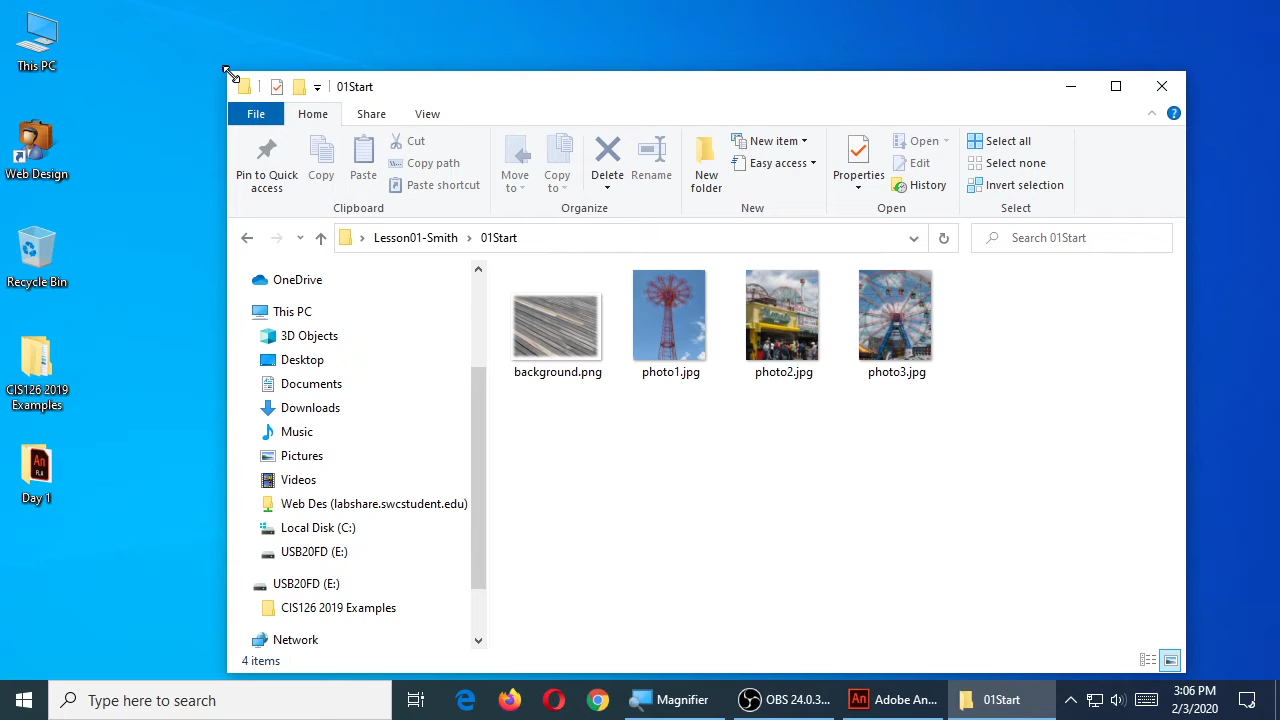 This PC
Web Design
Recycle Bin
CIS126 2019
Examples
An
FLA
Day 1
01Start
File
Home
Share
View
Pin to Quick
access
Copy
Paste
Cut
Copy path
Paste shortcut
Clipboard
Move
to
Copy
to
Delete
Rename
Organize
New
folder
New item
Easy access
New
Properties
Open
Edit
History
Open
Select all
Select none
Invert selection
Select
Lesson01-Smith
01Start
Search 01Start
OneDrive
This PC
3D Objects
Desktop
Documents
Downloads
Music
Pictures
Videos
Web Des (labshare.swcstudent.edu)
Local Disk (C:)
USB20FD (E:)
USB20FD (E:)
CIS126 2019 Examples
Network
background.png
photo1.jpg
photo2.jpg
photo3.jpg
4 items
Type here to search
Magnifier
OBS 24.0.3...
An
Adobe An...
01Start
3:06 PM
2/3/2020